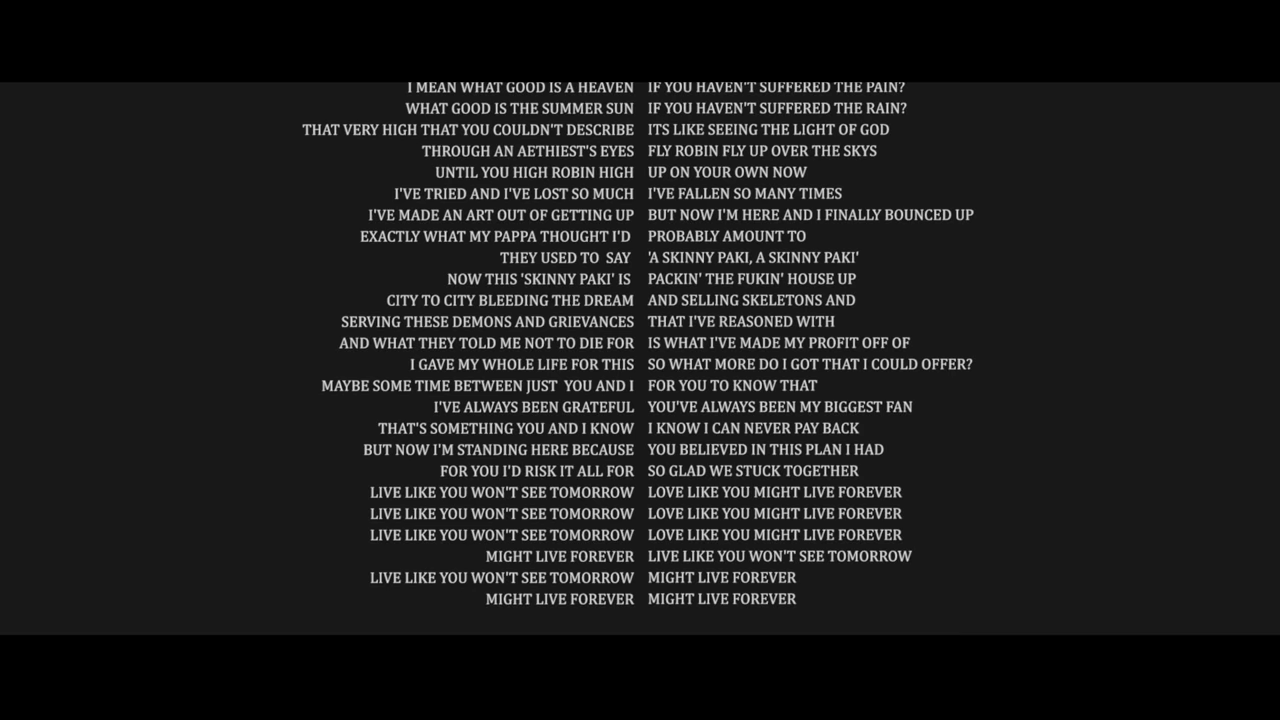 I MEAN WHAT GOOD IS A HEAVEN IF YOU HAVEN'T SUFFERED THE PAIN?
WHAT GOOD IS THE SUMMER SUN IF YOU HAVEN'T SUFFERED THE RAIN?
THAT VERY HIGH THAT YOU COULDN'T DESCRIBE ITS LIKE SEEING THE LIGHT OF GOD
THROUGH AN AETHIEST'S EYES FLY ROBIN FLY UP OVER THE SKYS
UNTIL YOU HIGH ROBIN HIGH UP ON YOUR OWN NOW
I'VE TRIED AND I'VE LOST SO MUCH I'VE FALLEN SO MANY TIMES
I'VE MADE AN ART OUT OF GETTING UP BUT NOW I'M HERE AND I FINALLY BOUNCED UP
EXACTLY WHAT MY PAPPA THOUGHT I'D PROBABLY AMOUNT TO
THEY USED TO SAY 'A SKINNY PAKI, A SKINNY PAKI'
NOW THIS 'SKINNY PAKI' IS PACKIN' THE FUKIN' HOUSE UP
CITY TO CITY BLEEDING THE DREAM AND SELLING SKELETONS AND
SERVING THESE DEMONS AND GRIEVANCES THAT I'VE REASONED WITH
AND WHAT THEY TOLD ME NOT TO DIE FOR IS WHAT I'VE MADE MY PROFIT OFF OF
I GAVE MY WHOLE LIFE FOR THIS SO WHAT MORE DO I GOT THAT I COULD OFFER?
MAYBE SOME TIME BETWEEN JUST YOU AND I FOR YOU TO KNOW THAT
I'VE ALWAYS BEEN GRATEFUL YOU'VE ALWAYS BEEN MY BIGGEST FAN
THAT'S SOMETHING YOU AND I KNOW I KNOW I CAN NEVER PAY BACK
BUT NOW I'M STANDING HERE BECAUSE YOU BELIEVED IN THIS PLAN I HAD
FOR YOU I'D RISK IT ALL FOR SO GLAD WE STUCK TOGETHER
LIVE LIKE YOU WON'T SEE TOMORROW LOVE LIKE YOU MIGHT LIVE FOREVER
LIVE LIKE YOU WON'T SEE TOMORROW LOVE LIKE YOU MIGHT LIVE FOREVER
LIVE LIKE YOU WON'T SEE TOMORROW LOVE LIKE YOU MIGHT LIVE FOREVER
MIGHT LIVE FOREVER LIVE LIKE YOU WON'T SEE TOMORROW
LIVE LIKE YOU WON'T SEE TOMORROW MIGHT LIVE FOREVER
MIGHT LIVE FOREVER MIGHT LIVE FOREVER